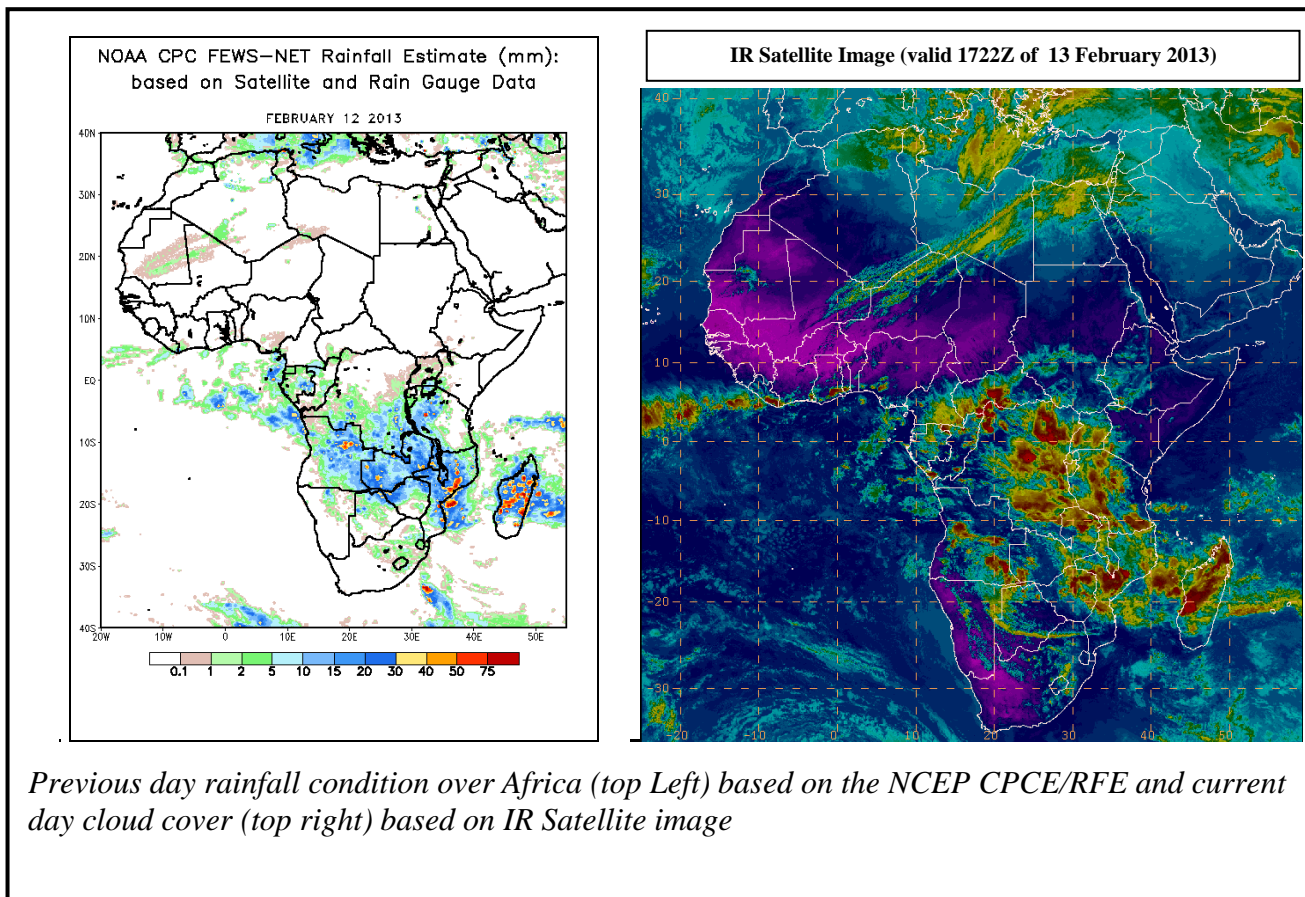 NOAA CPC FEWS-NET Rainfall Estimate (mm):
based on Satellite and Rain Gauge Data
FEBRUARY 12 2013
40N
30N
20N
10N
EQ
10S
20S
30S
40S
20W 10W 0 10E 20E 30E 40E 50E
0.1 1 2 5 10 15 20 30 40 50 75
IR Satellite Image (valid 1722Z of 13 February 2013)
40
30
20
10
0
-10
20
30
-20 -10 0 10 20 30 40 50
Previous day rainfall condition over Africa (top Left) based on the NCEP CPCE/RFE and current
day cloud cover (top right) based on IR Satellite image